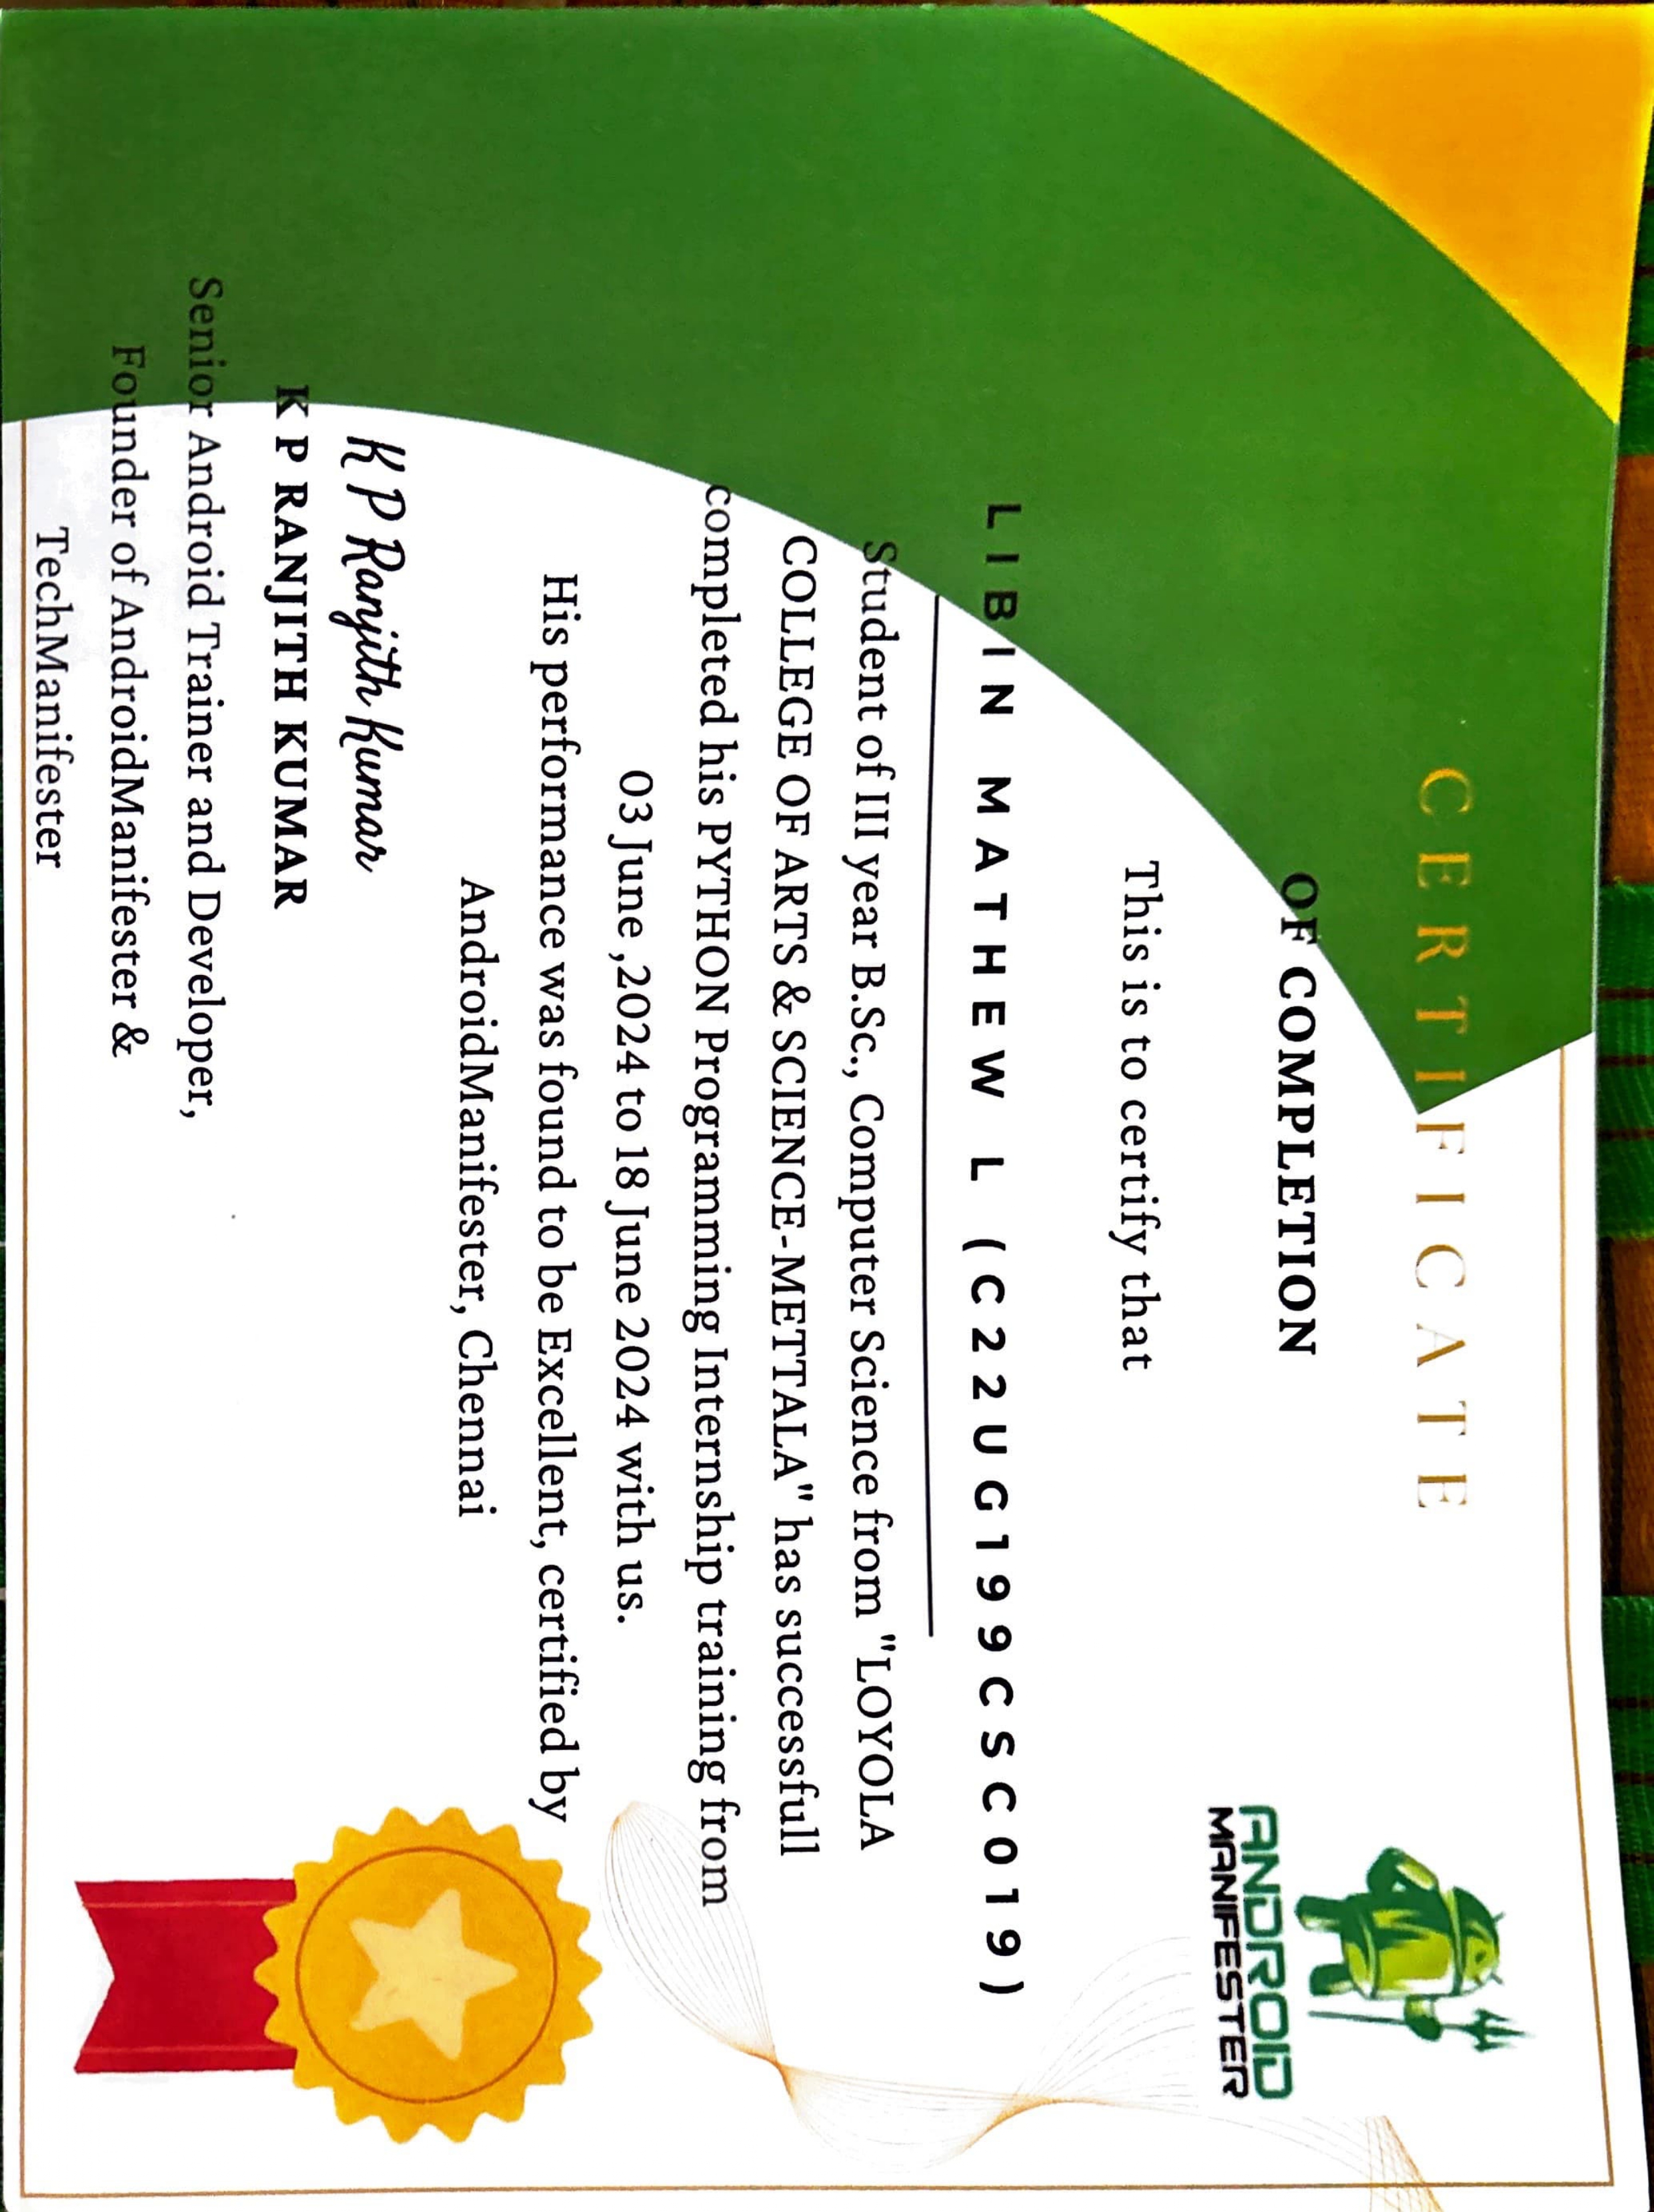 CERTIFICATE
OF COMPLETION
ANDROID
MANIFESTER
This is to certify that
LIBIN MATHEW L (C22UG199CSC019)
Student of III year B.Sc., Computer Science from "LOYOLA
COLLEGE OF ARTS & SCIENCE-METTALA" has successfull
completed his PYTHON Programming Internship training from
03 June ,2024 to 18 June 2024 with us.
His performance was found to be Excellent, certified by
AndroidManifester, Chennai
K P Ranjith Kumar
K P RANJITH KUMAR
Senior Android Trainer and Developer,
Founder of AndroidManifester &
TechManifester